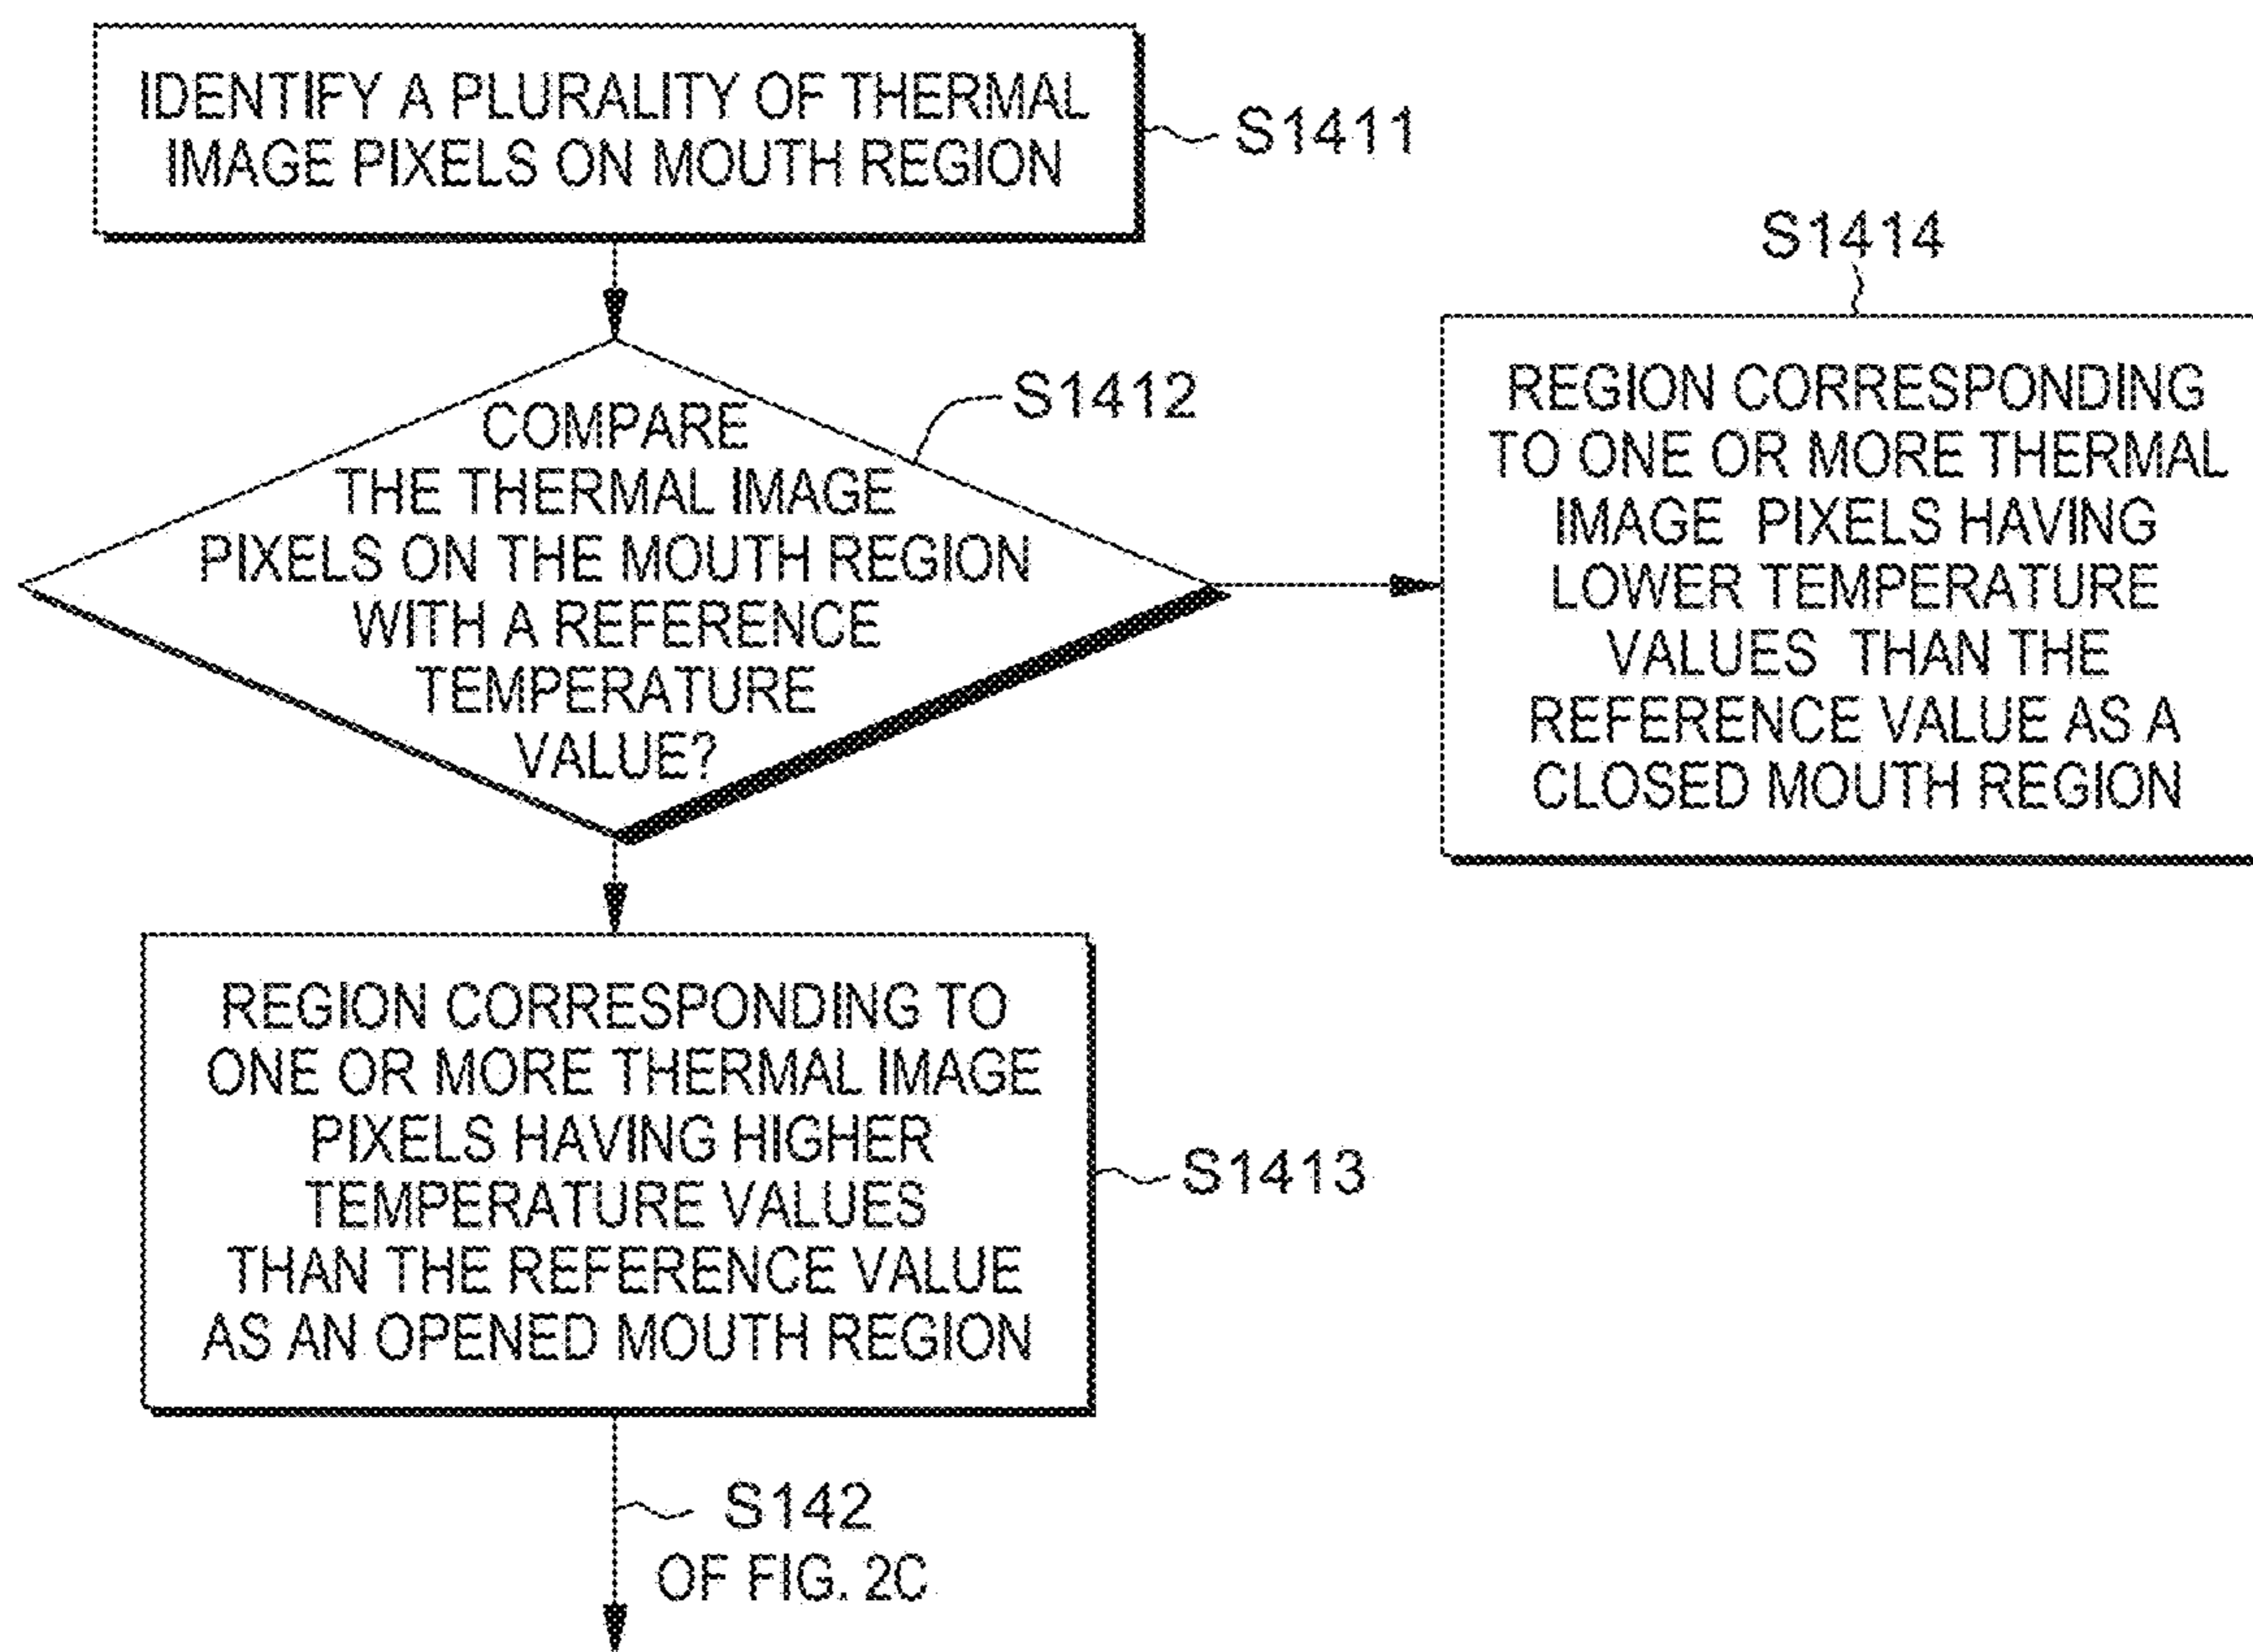 IDENTIFY A PLURALITY OF THERMAL
IMAGE PIXELS ON MOUTH REGION
S1411
COMPARE
THE THERMAL IMAGE
PIXELS ON THE MOUTH REGION
WITH A REFERENCE
TEMPERATURE
VALUE?
S1412
S1414
REGION CORRESPONDING
TO ONE OR MORE THERMAL
IMAGE PIXELS HAVING
LOWER TEMPERATURE
VALUES THAN THE
REFERENCE VALUE AS A
CLOSED MOUTH REGION
REGION CORRESPONDING TO
ONE OR MORE THERMAL IMAGE
PIXELS HAVING HIGHER
TEMPERATURE VALUES
THAN THE REFERENCE VALUE
AS AN OPENED MOUTH REGION
S1413
S142
OF FIG. 2C